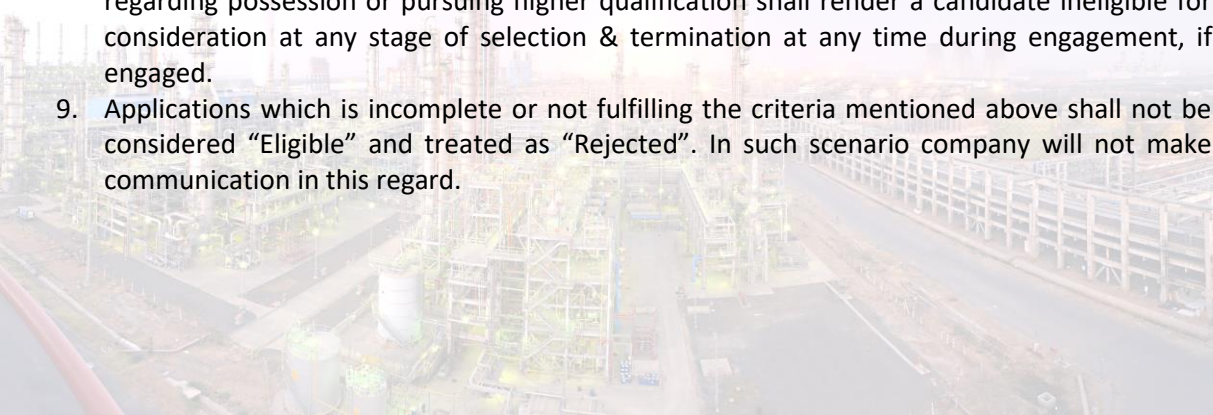 regarding possession or pursuing higher qualification shall render a candidate ineligible for
consideration at any stage of selection & termination at any time during engagement, if
engaged.
9. Applications which is incomplete or not fulfilling the criteria mentioned above shall not be
considered “Eligible” and treated as “Rejected”. In such scenario company will not make
communication in this regard.